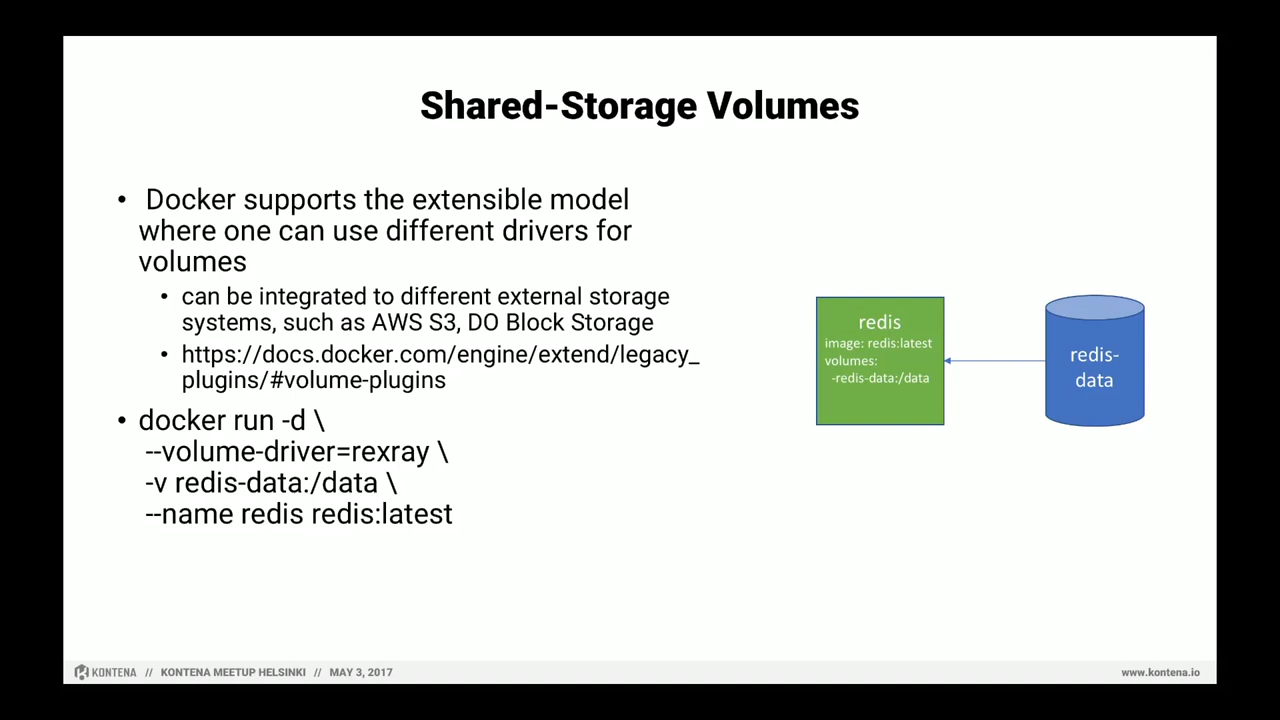 Shared-Storage Volumes
• Docker supports the extensible model
where one can use different drivers for
volumes
• can be integrated to different external storage
systems, such as AWS S3, DO Block Storage
• https://docs.docker.com/engine/extend/legacy_
plugins/#volume-plugins
• docker run -d \
--volume-driver=rexray \
-v redis-data:/data \
--name redis redis:latest
redis
image: redis:latest
volumes:
-redis-data:/data
redis-
data
KONTENA // KONTENA MEETUP HELSINKI // MAY 3, 2017
www.kontena.io